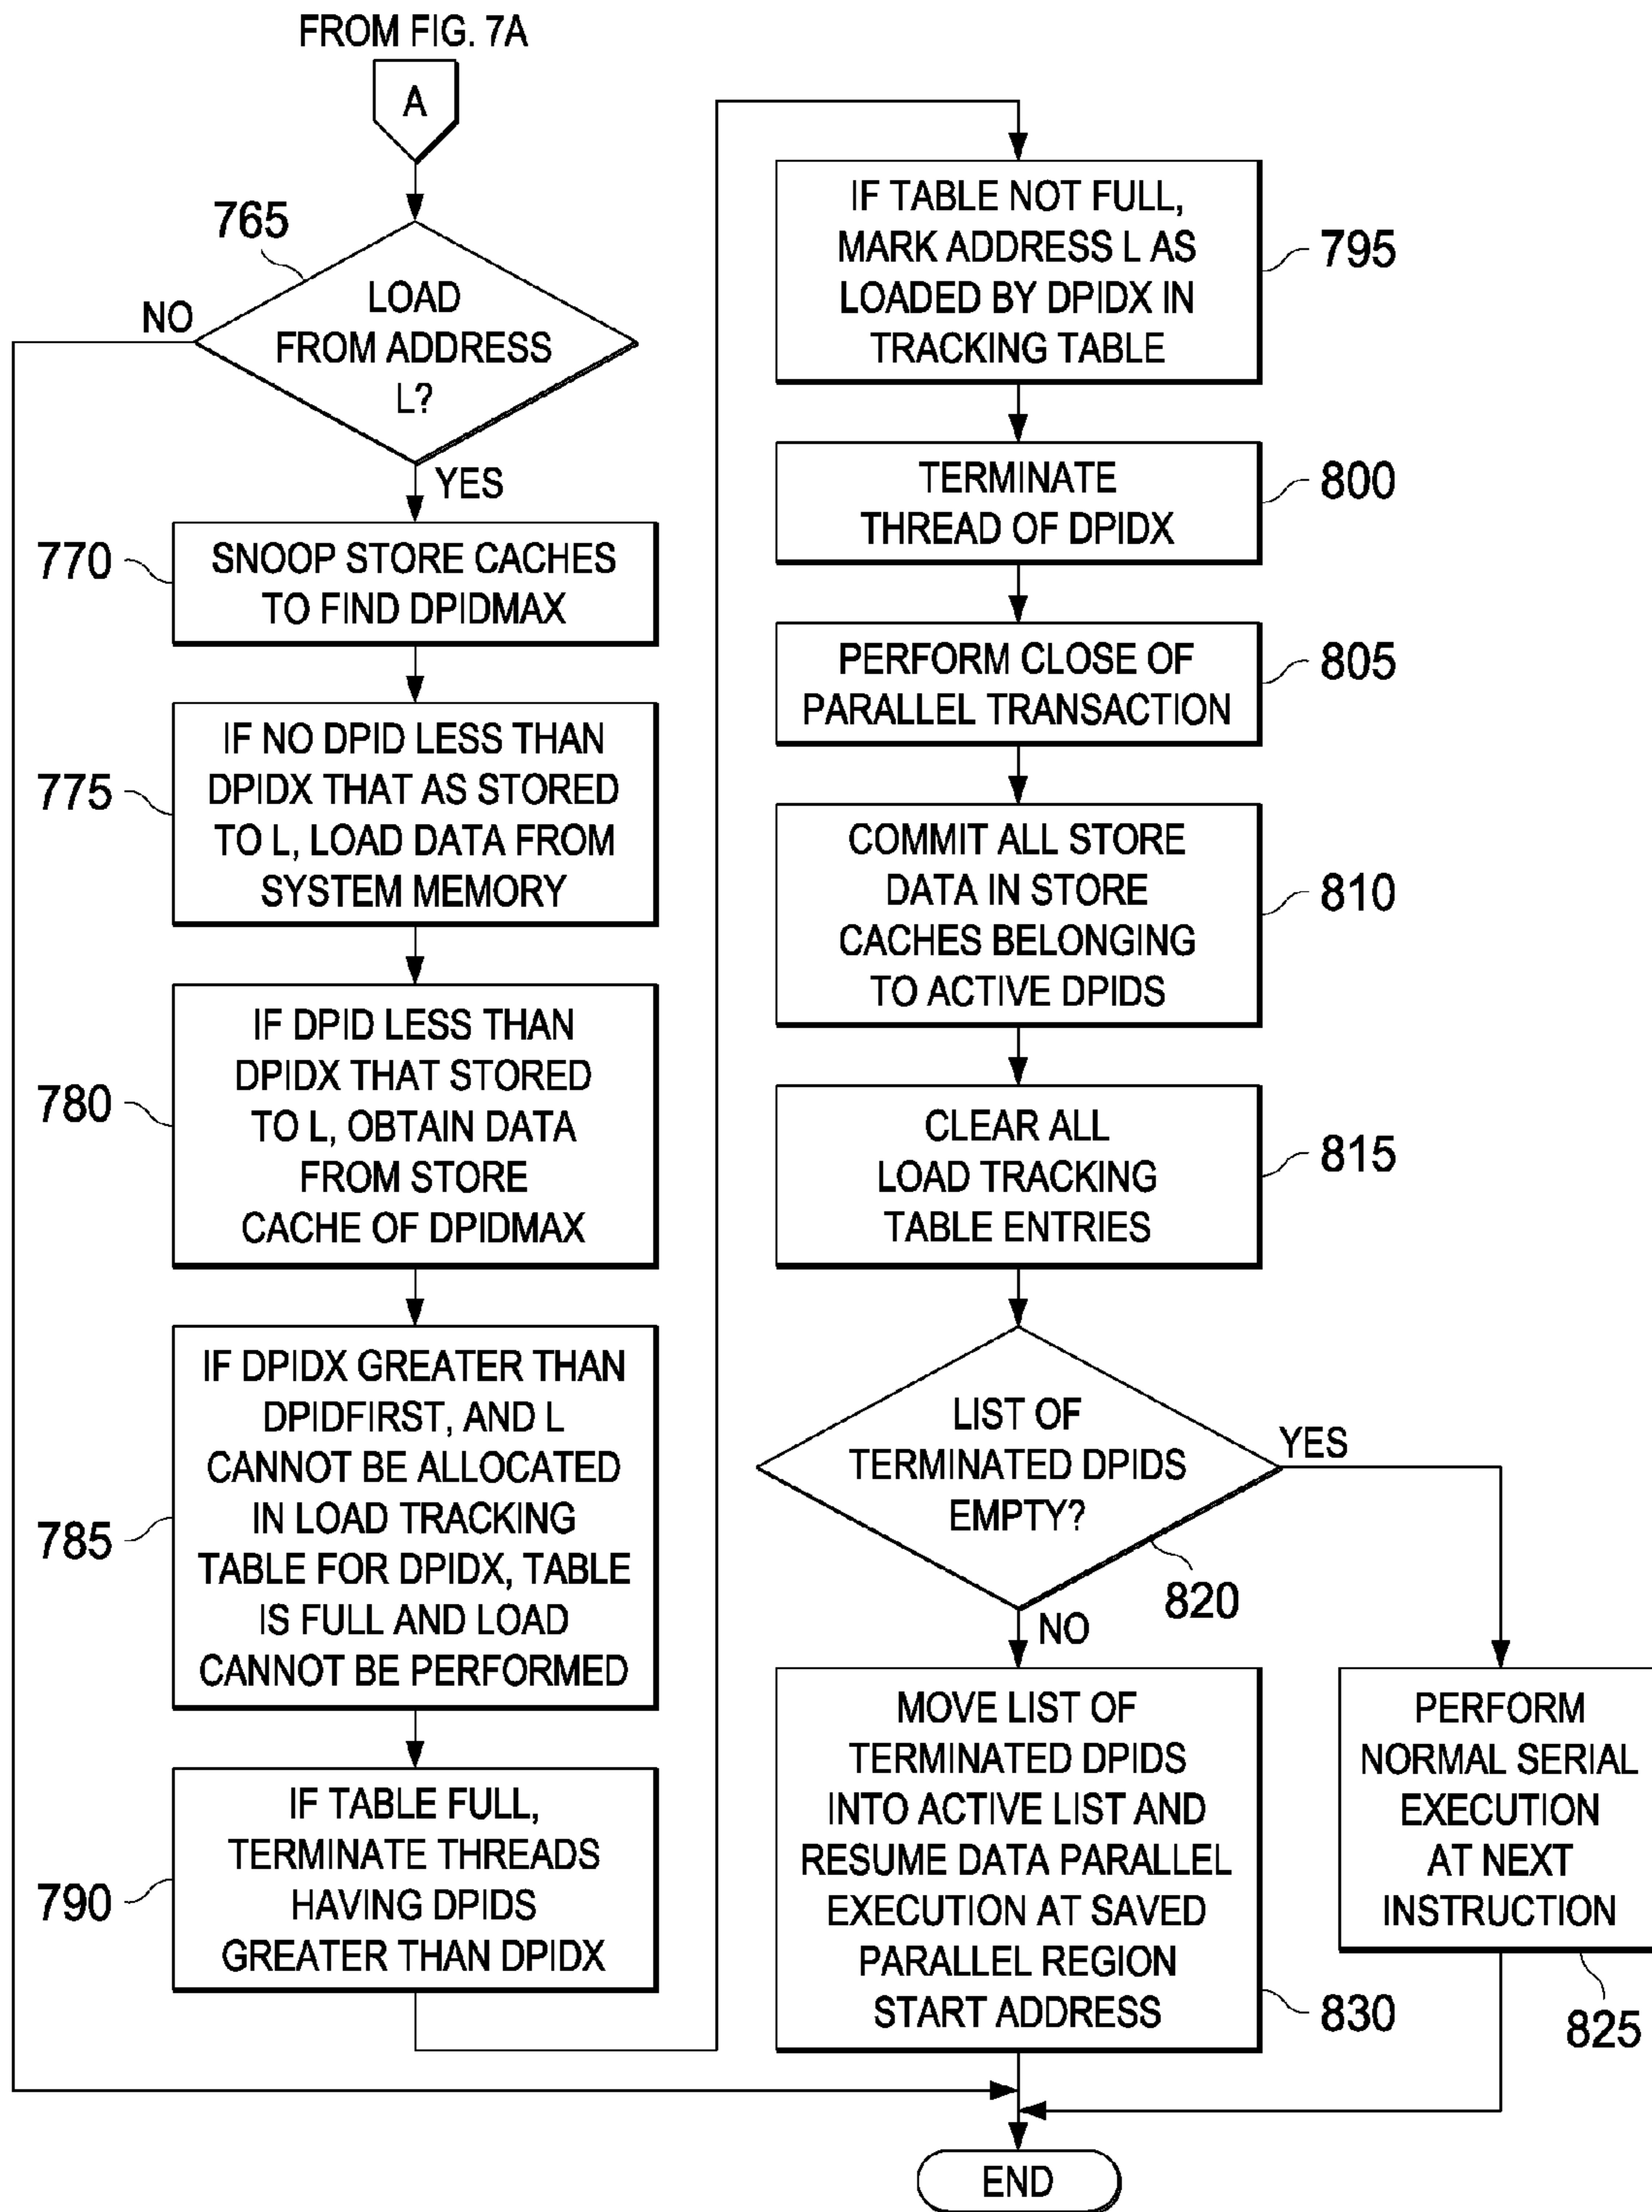 FROM FIG. 7A
A
765
LOAD
FROM ADDRESS
L?
NO
YES
770
SNOOP STORE CACHES
TO FIND DPIDMAX
775
IF NO DPID LESS THAN
DPIDX THAT AS STORED
TO L, LOAD DATA FROM
SYSTEM MEMORY
780
IF DPID LESS THAN
DPIDX THAT STORED
TO L, OBTAIN DATA
FROM STORE
CACHE OF DPIDMAX
785
IF DPIDX GREATER THAN
DPIDFIRST, AND L
CANNOT BE ALLOCATED
IN LOAD TRACKING
TABLE FOR DPIDX, TABLE
IS FULL AND LOAD
CANNOT BE PERFORMED
790
IF TABLE FULL,
TERMINATE THREADS
HAVING DPIDS
GREATER THAN DPIDX
IF TABLE NOT FULL,
MARK ADDRESS L AS
LOADED BY DPIDX IN
TRACKING TABLE
795
TERMINATE
THREAD OF DPIDX
800
PERFORM CLOSE OF
PARALLEL TRANSACTION
805
COMMIT ALL STORE
DATA IN STORE
CACHES BELONGING
TO ACTIVE DPIDS
810
CLEAR ALL
LOAD TRACKING
TABLE ENTRIES
815
LIST OF
TERMINATED DPIDS
EMPTY?
YES
820
NO
MOVE LIST OF
TERMINATED DPIDS
INTO ACTIVE LIST AND
RESUME DATA PARALLEL
EXECUTION AT SAVED
PARALLEL REGION
START ADDRESS
830
PERFORM
NORMAL SERIAL
EXECUTION
AT NEXT
INSTRUCTION
825
END